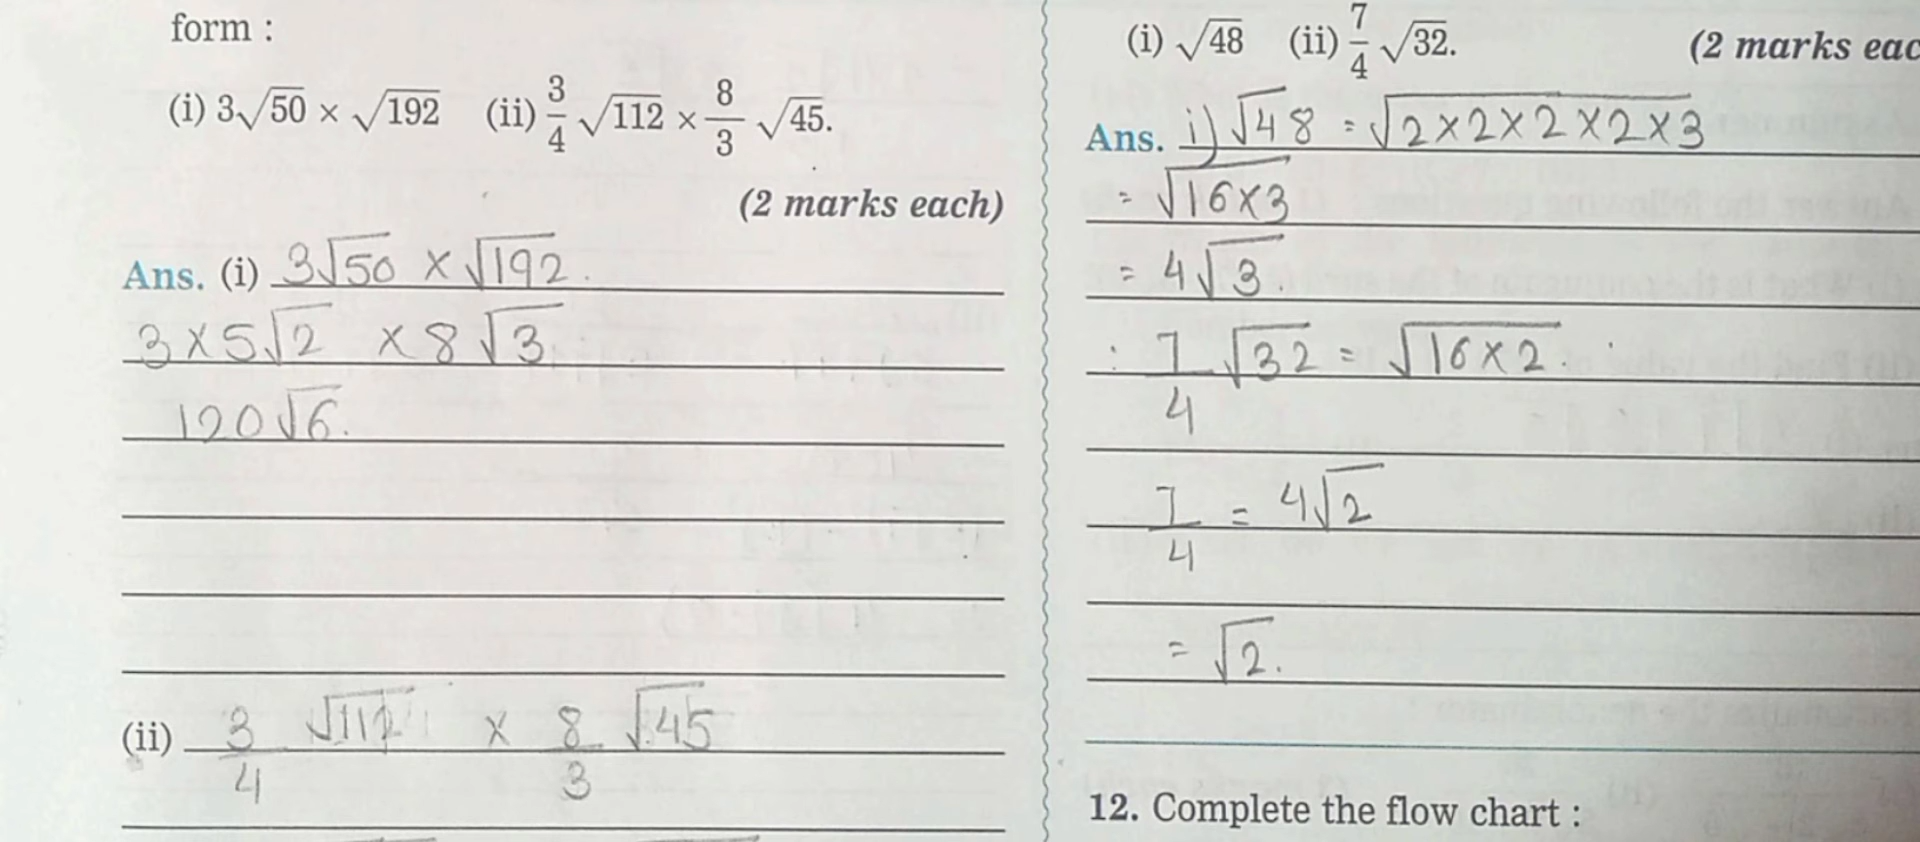 form :
(i) 3√50 × √192 (ii) 3/4 √112 × 8/3 √45.
(2 marks each)
Ans. (i) 3√50 × √192.
3 × 5√2 × 8√3
120√6.
(ii) 3/4 √112 × 8/3 √45
(i) √48 (ii) 7/4 √32. (2 marks eac
Ans. i) √48 = √2×2×2×2×3
= √16×3
= 4√3.
: 7/4 √32 = √16×2.
7/4 = 4√2
= √2.
12. Complete the flow chart :